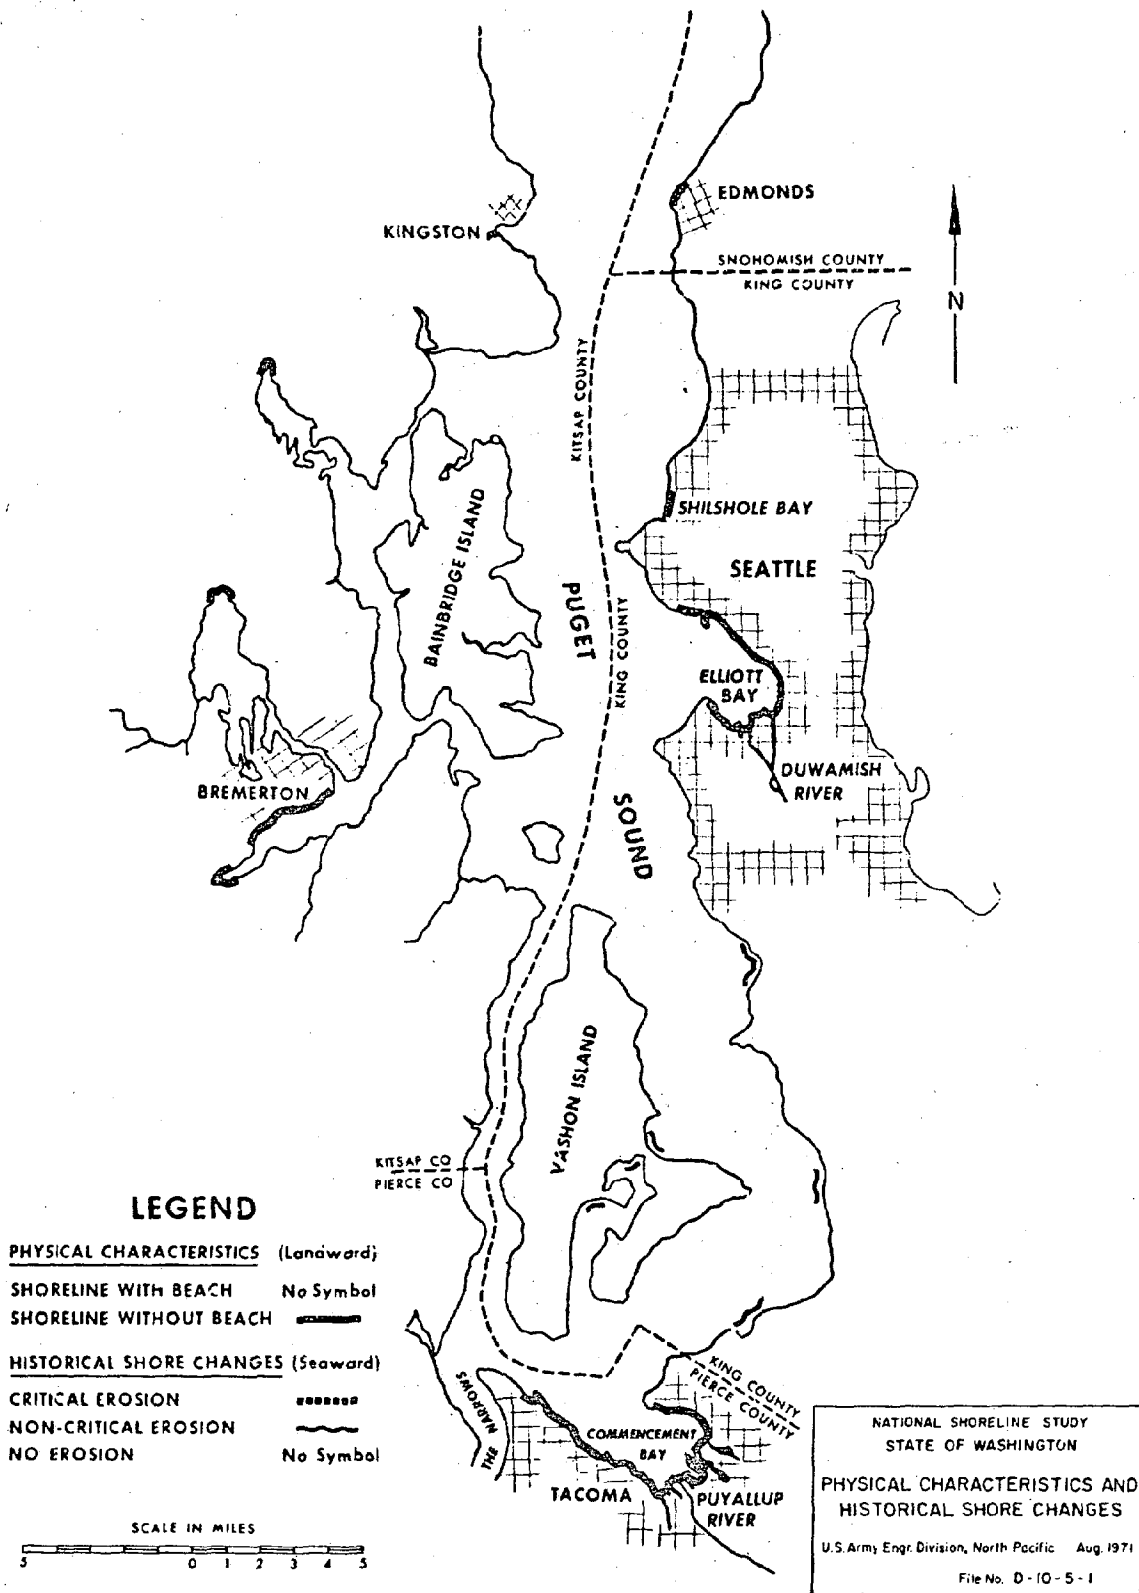 EDMONDS
KINGSTON
SNOHOMISH COUNTY
KING COUNTY
N
KITSAP COUNTY
KING COUNTY
SHILSHOLE BAY
SEATTLE
BAINBRIDGE ISLAND
PUGET
SOUND
ELLIOTT
BAY
DUWAMISH
RIVER
BREMERTON
VASHON ISLAND
KITSAP CO
PIERCE CO
LEGEND
PHYSICAL CHARACTERISTICS (Landward)
SHORELINE WITH BEACH No Symbol
SHORELINE WITHOUT BEACH
HISTORICAL SHORE CHANGES (Seaward)
CRITICAL EROSION
NON-CRITICAL EROSION
NO EROSION No Symbol
SCALE IN MILES
5 0 1 2 3 4 5
THE NARROWS
KING COUNTY
PIERCE COUNTY
COMMENCEMENT
BAY
TACOMA
PUYALLUP
RIVER
NATIONAL SHORELINE STUDY
STATE OF WASHINGTON
PHYSICAL CHARACTERISTICS AND
HISTORICAL SHORE CHANGES
U.S. Army Engr. Division, North Pacific Aug. 1971
File No. D-10-5-1